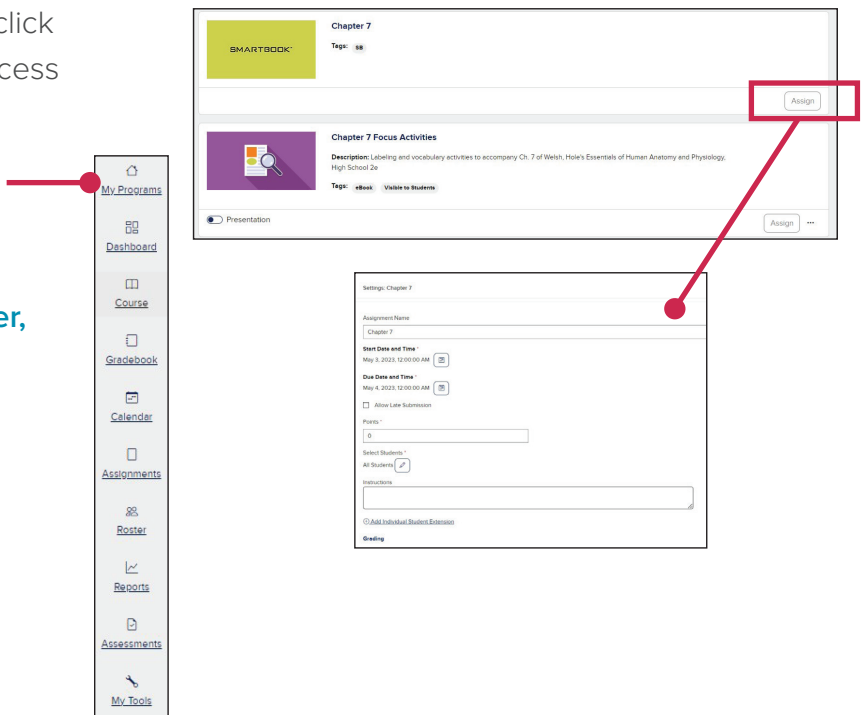 click
cess
er,
My Programs
Dashboard
Course
Gradebook
Calendar
Assignments
Roster
Reports
Assessments
My Tools
SMARTBOOK™
Chapter 7
Tags: SB
Assign
Chapter 7 Focus Activities
Description: Labeling and vocabulary activities to accompany Ch. 7 of Welsh, Hole's Essentials of Human Anatomy and Physiology,
High School 2e
Tags: eBook Visible to Students
Presentation
Assign ...
Settings: Chapter 7
Assignment Name
Chapter 7
Start Date and Time *
May 3, 2023, 12:00:00 AM
Due Date and Time *
May 4, 2023, 12:00:00 AM
Allow Late Submission
Points *
0
Select Students *
All Students
Instructions
Add Individual Student Extension
Grading